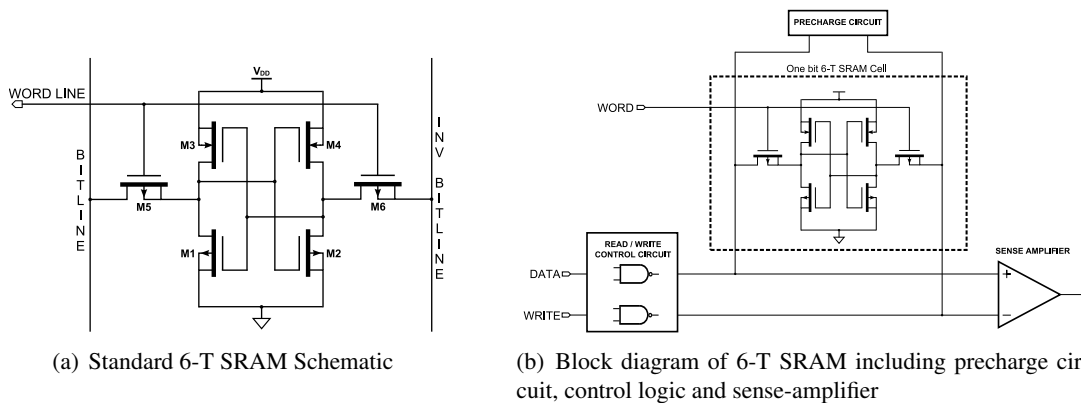 WORD LINE
VDD
BITLINE
INV BITLINE
M3
M4
M5
M6
M1
M2
(a) Standard 6-T SRAM Schematic
PRECHARGE CIRCUIT
One bit 6-T SRAM Cell
WORD
READ / WRITE
CONTROL CIRCUIT
SENSE AMPLIFIER
DATA
+
WRITE
−
(b) Block diagram of 6-T SRAM including precharge cir
cuit, control logic and sense-amplifier